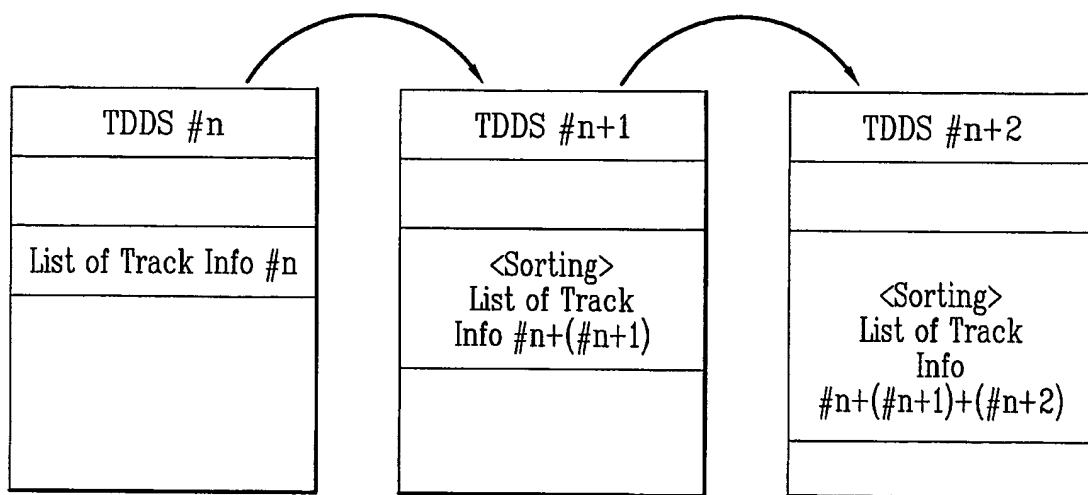 TDDS #n
List of Track Info #n
TDDS #n+1
<Sorting>
List of Track
Info #n+(#n+1)
TDDS #n+2
<Sorting>
List of Track
Info
#n+(#n+1)+(#n+2)